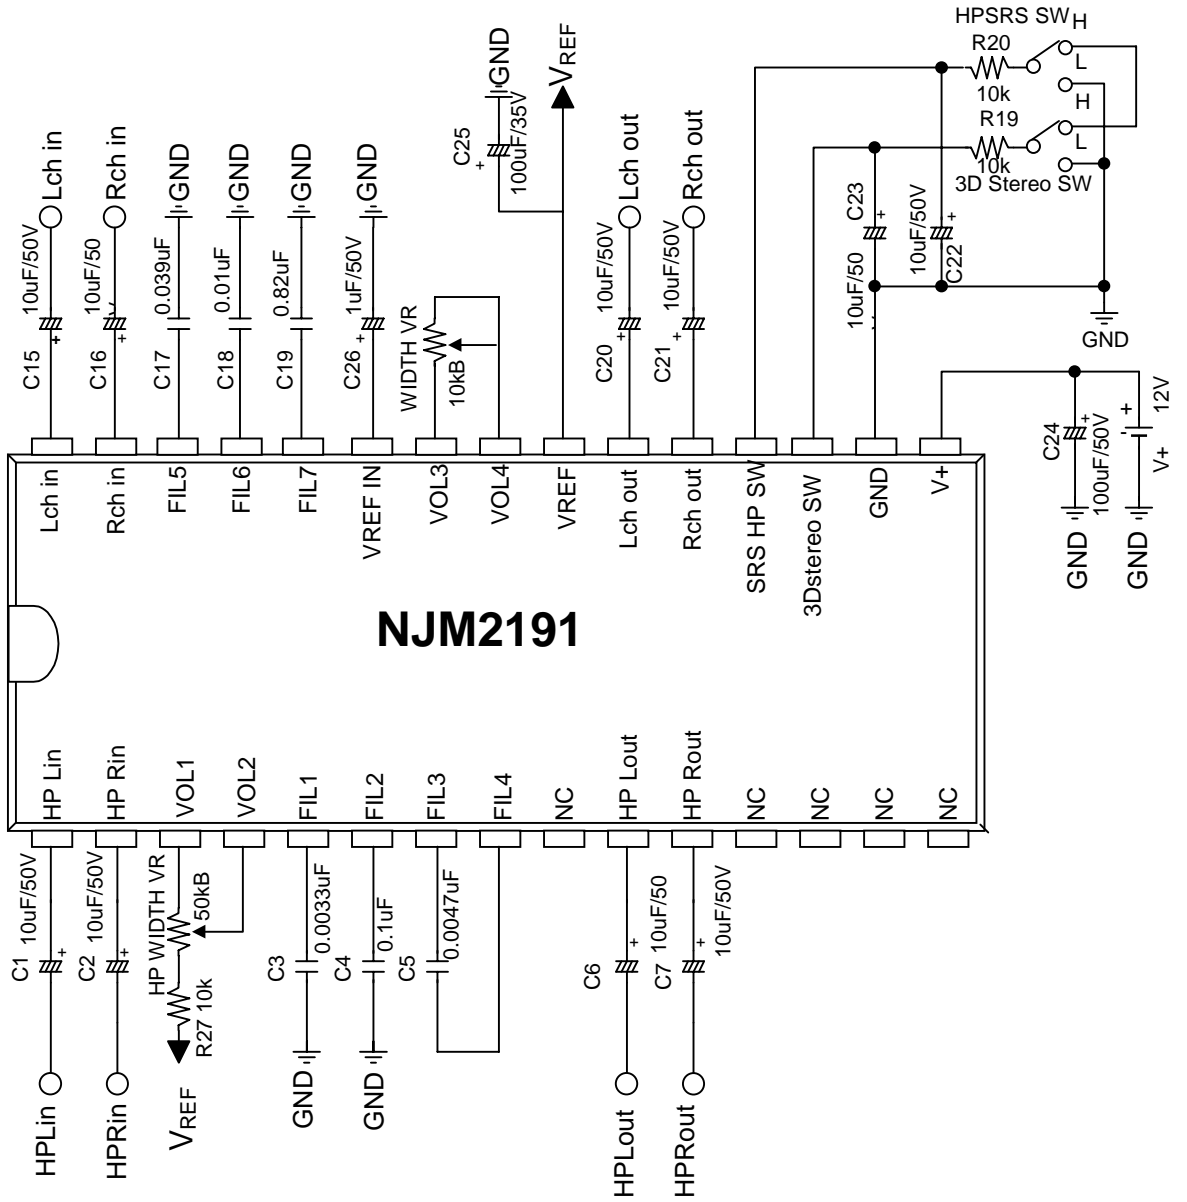 HPSRS SW
H
R20
L
10k
H
R19
L
10k
3D Stereo SW
Lch in
Rch in
GND
GND
GND
GND
GND
C25
+
100uF/35V
VREF
Lch out
Rch out
10uF/50V
10uF/50
V
0.039uF
0.01uF
0.82uF
1uF/50V
WIDTH VR
10kB
10uF/50V
10uF/50V
C23
+
10uF/50
V
10uF/50V
+
C22
GND
C15
+
C16
+
C17
C18
C19
C26
+
C20
+
C21
+
C24
+
100uF/50V
GND
+
-
12V
V+
GND
Lch in
Rch in
FIL5
FIL6
FIL7
VREF IN
VOL3
VOL4
VREF
Lch out
Rch out
SRS HP SW
3Dstereo SW
GND
V+
NJM2191
HP Lin
HP Rin
VOL1
VOL2
FIL1
FIL2
FIL3
FIL4
NC
HP Lout
HP Rout
NC
NC
NC
NC
C1
10uF/50V
+
C2
10uF/50V
+
HP WIDTH VR
50kB
R27 10k
C3
0.0033uF
C4
0.1uF
C5
0.0047uF
C6
+
10uF/50
C7
+
10uF/50V
HPLin
HPRin
VREF
GND
GND
HPLout
HPRout